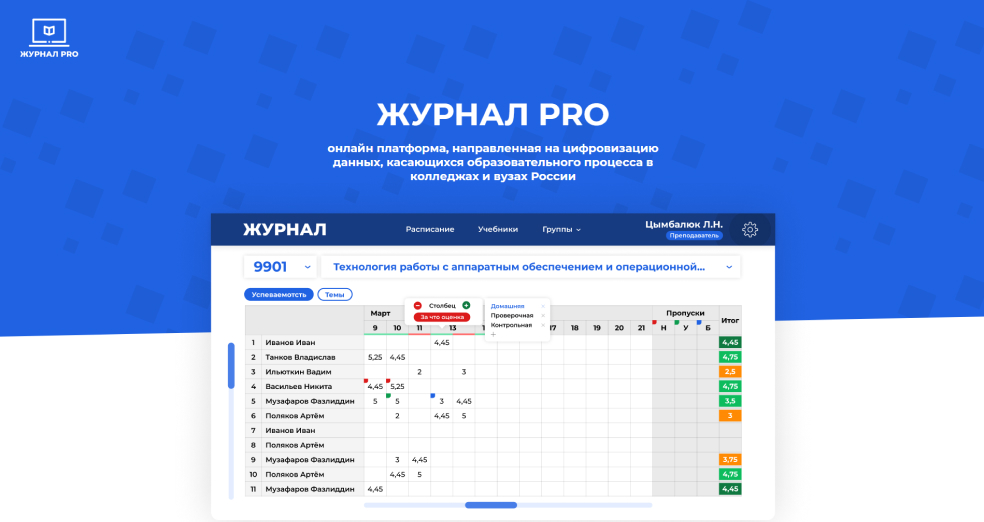 ЖУРНАЛ PRO
ЖУРНАЛ PRO
онлайн платформа, направленная на цифровизацию
данных, касающихся образовательного процесса в
колледжах и вузах России
ЖУРНАЛ Расписание Учебники Группы Цымбалюк Л.Н.
Преподаватель
9901 Технология работы с аппаратным обеспечением и операционной...
Успеваемотсть Темы
Столбец Домашняя
За что оценка Проверочная
Контрольная
Март Пропуски Итог
9 10 11 13 17 18 19 20 21 Н У Б
1 Иванов Иван 4,45 4,45
2 Танков Владислав 5,25 4,45 4,75
3 Ильюткин Вадим 2 3 2,5
4 Васильев Никита 4,45 5,25 4,75
5 Музафаров Фазлиддин 5 5 3 4,45 3,5
6 Поляков Артём 2 4,45 5 3
7 Иванов Иван
8 Поляков Артём
9 Музафаров Фазлиддин 3 4,45 3,75
10 Поляков Артём 4,45 5 4,75
11 Музафаров Фазлиддин 4,45 4,45